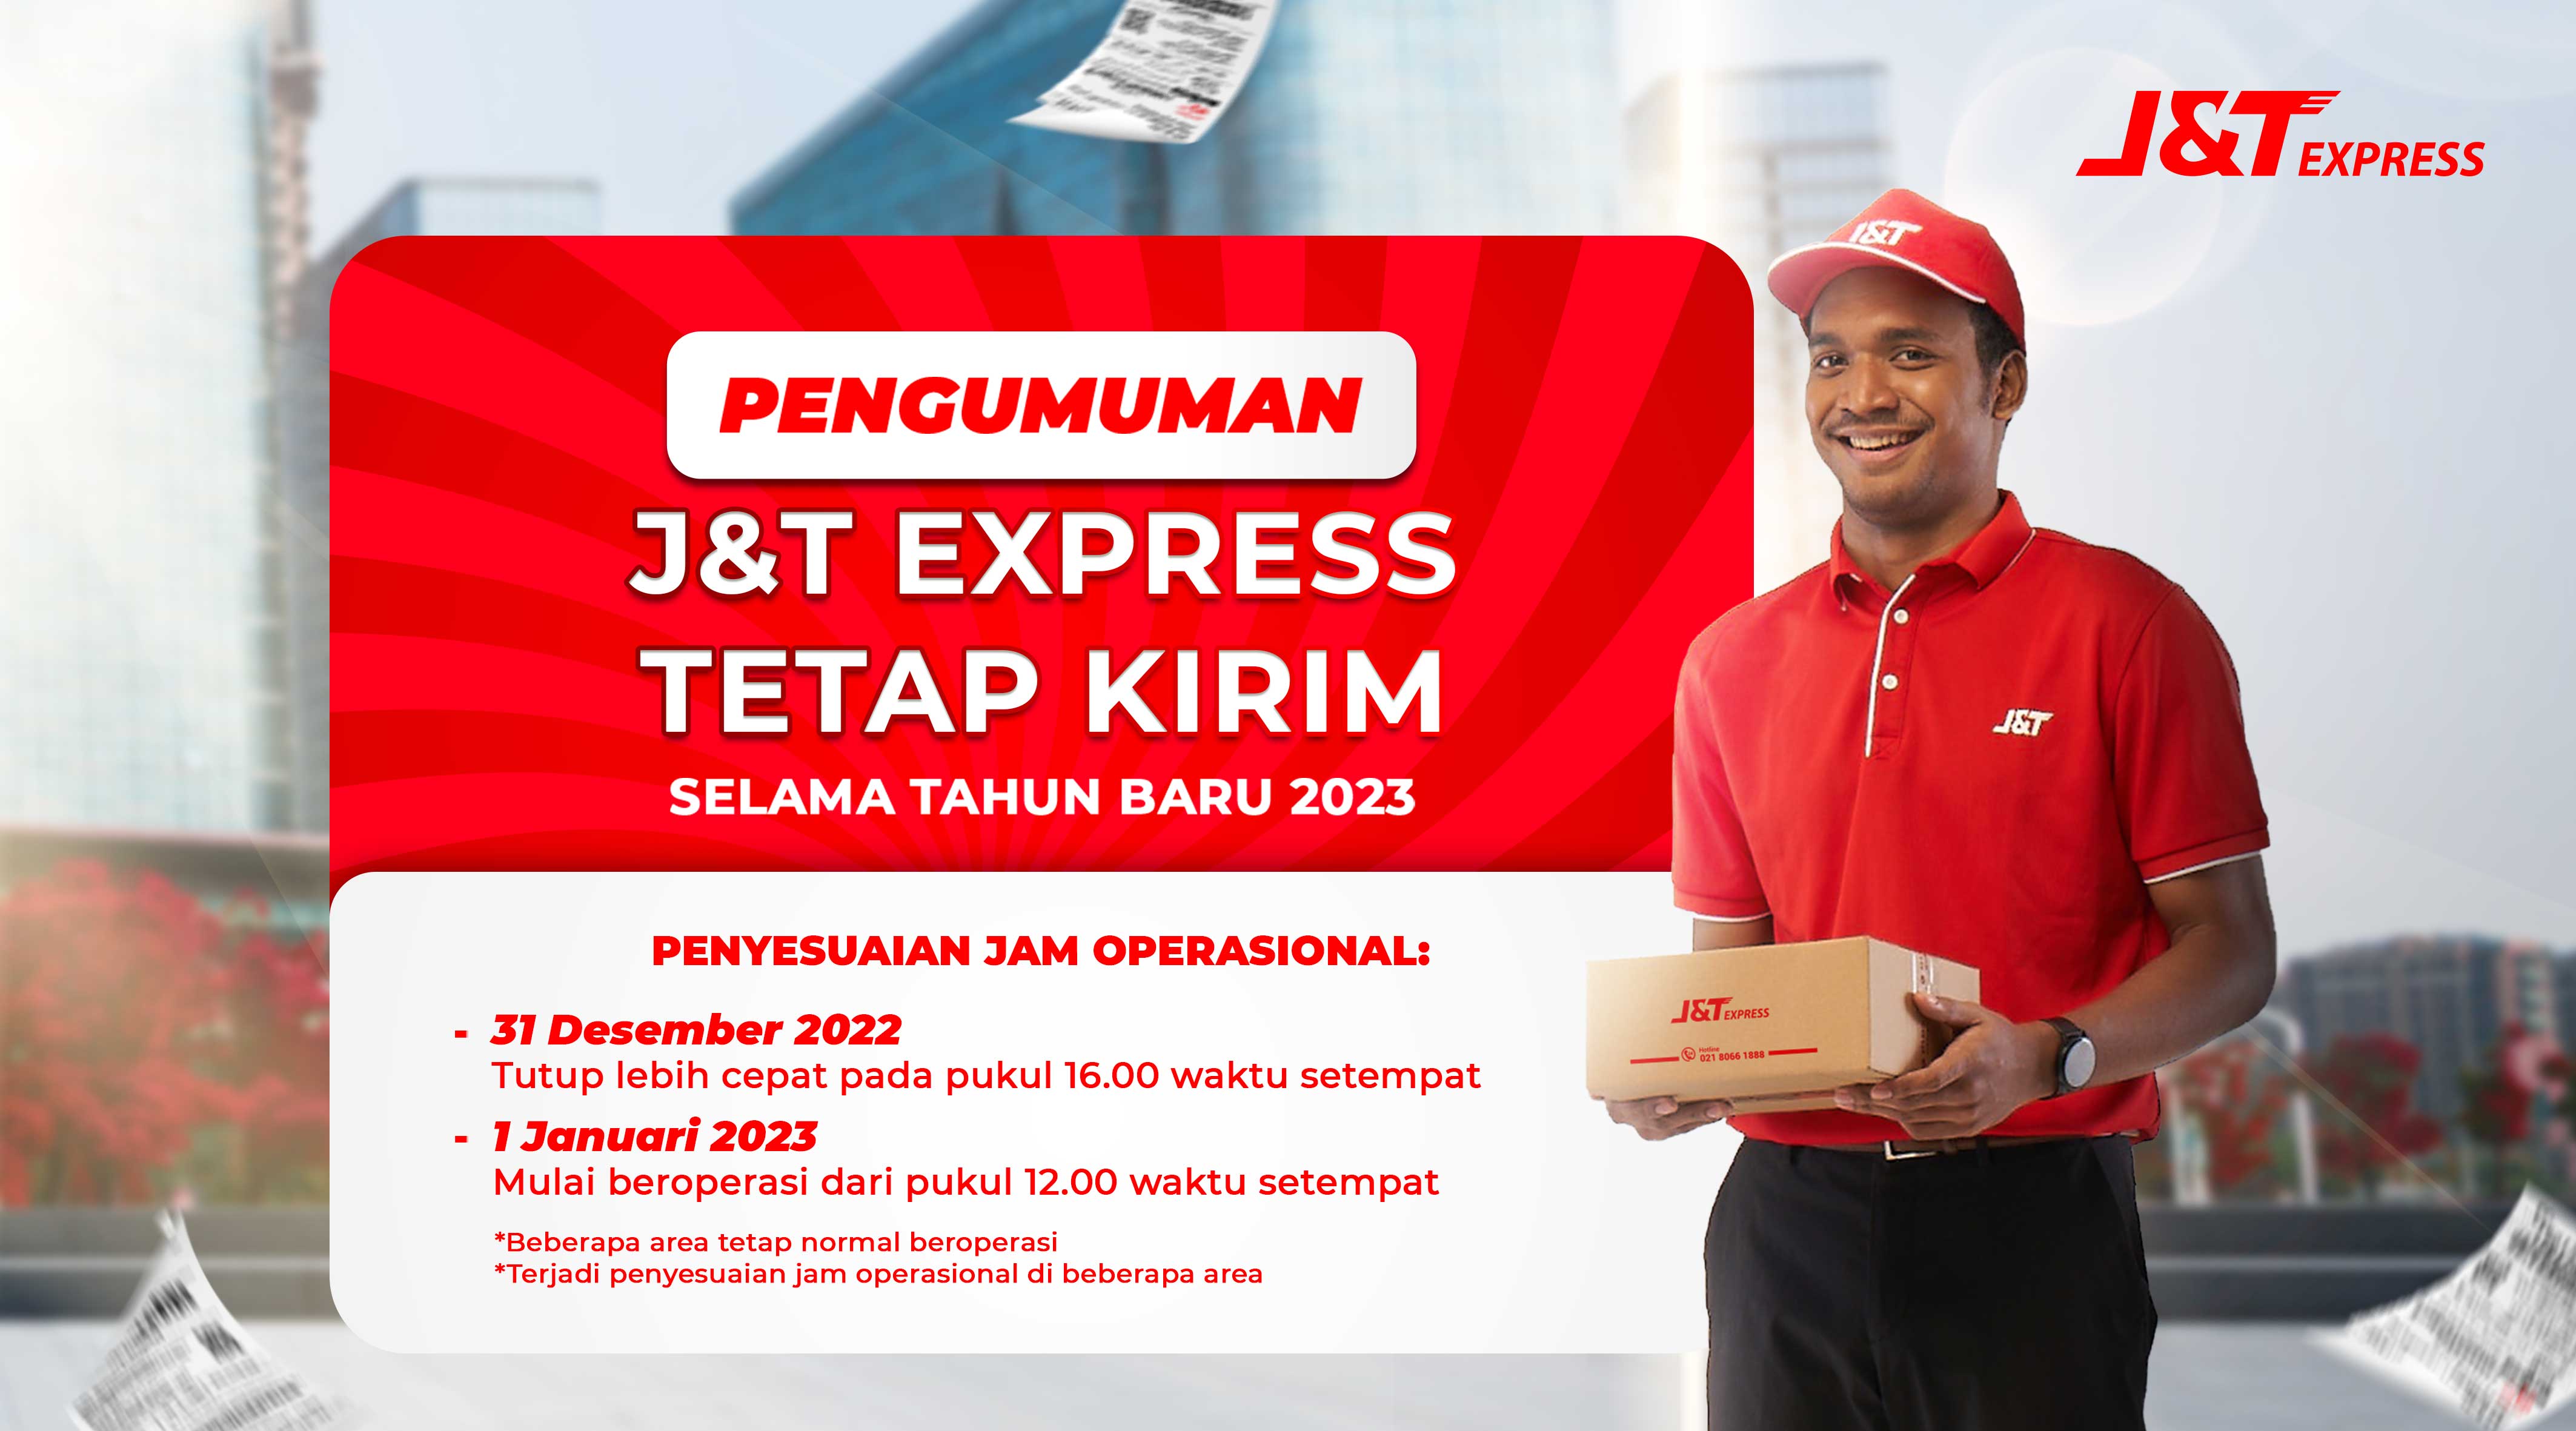 J&T EXPRESS
J&T
PENGUMUMAN
J&T EXPRESS
TETAP KIRIM
SELAMA TAHUN BARU 2023
J&T
PENYESUAIAN JAM OPERASIONAL:
- 31 Desember 2022
Tutup lebih cepat pada pukul 16.00 waktu setempat
- 1 Januari 2023
Mulai beroperasi dari pukul 12.00 waktu setempat
*Beberapa area tetap normal beroperasi
*Terjadi penyesuaian jam operasional di beberapa area
J&T EXPRESS
Hotline
021 8066 1888